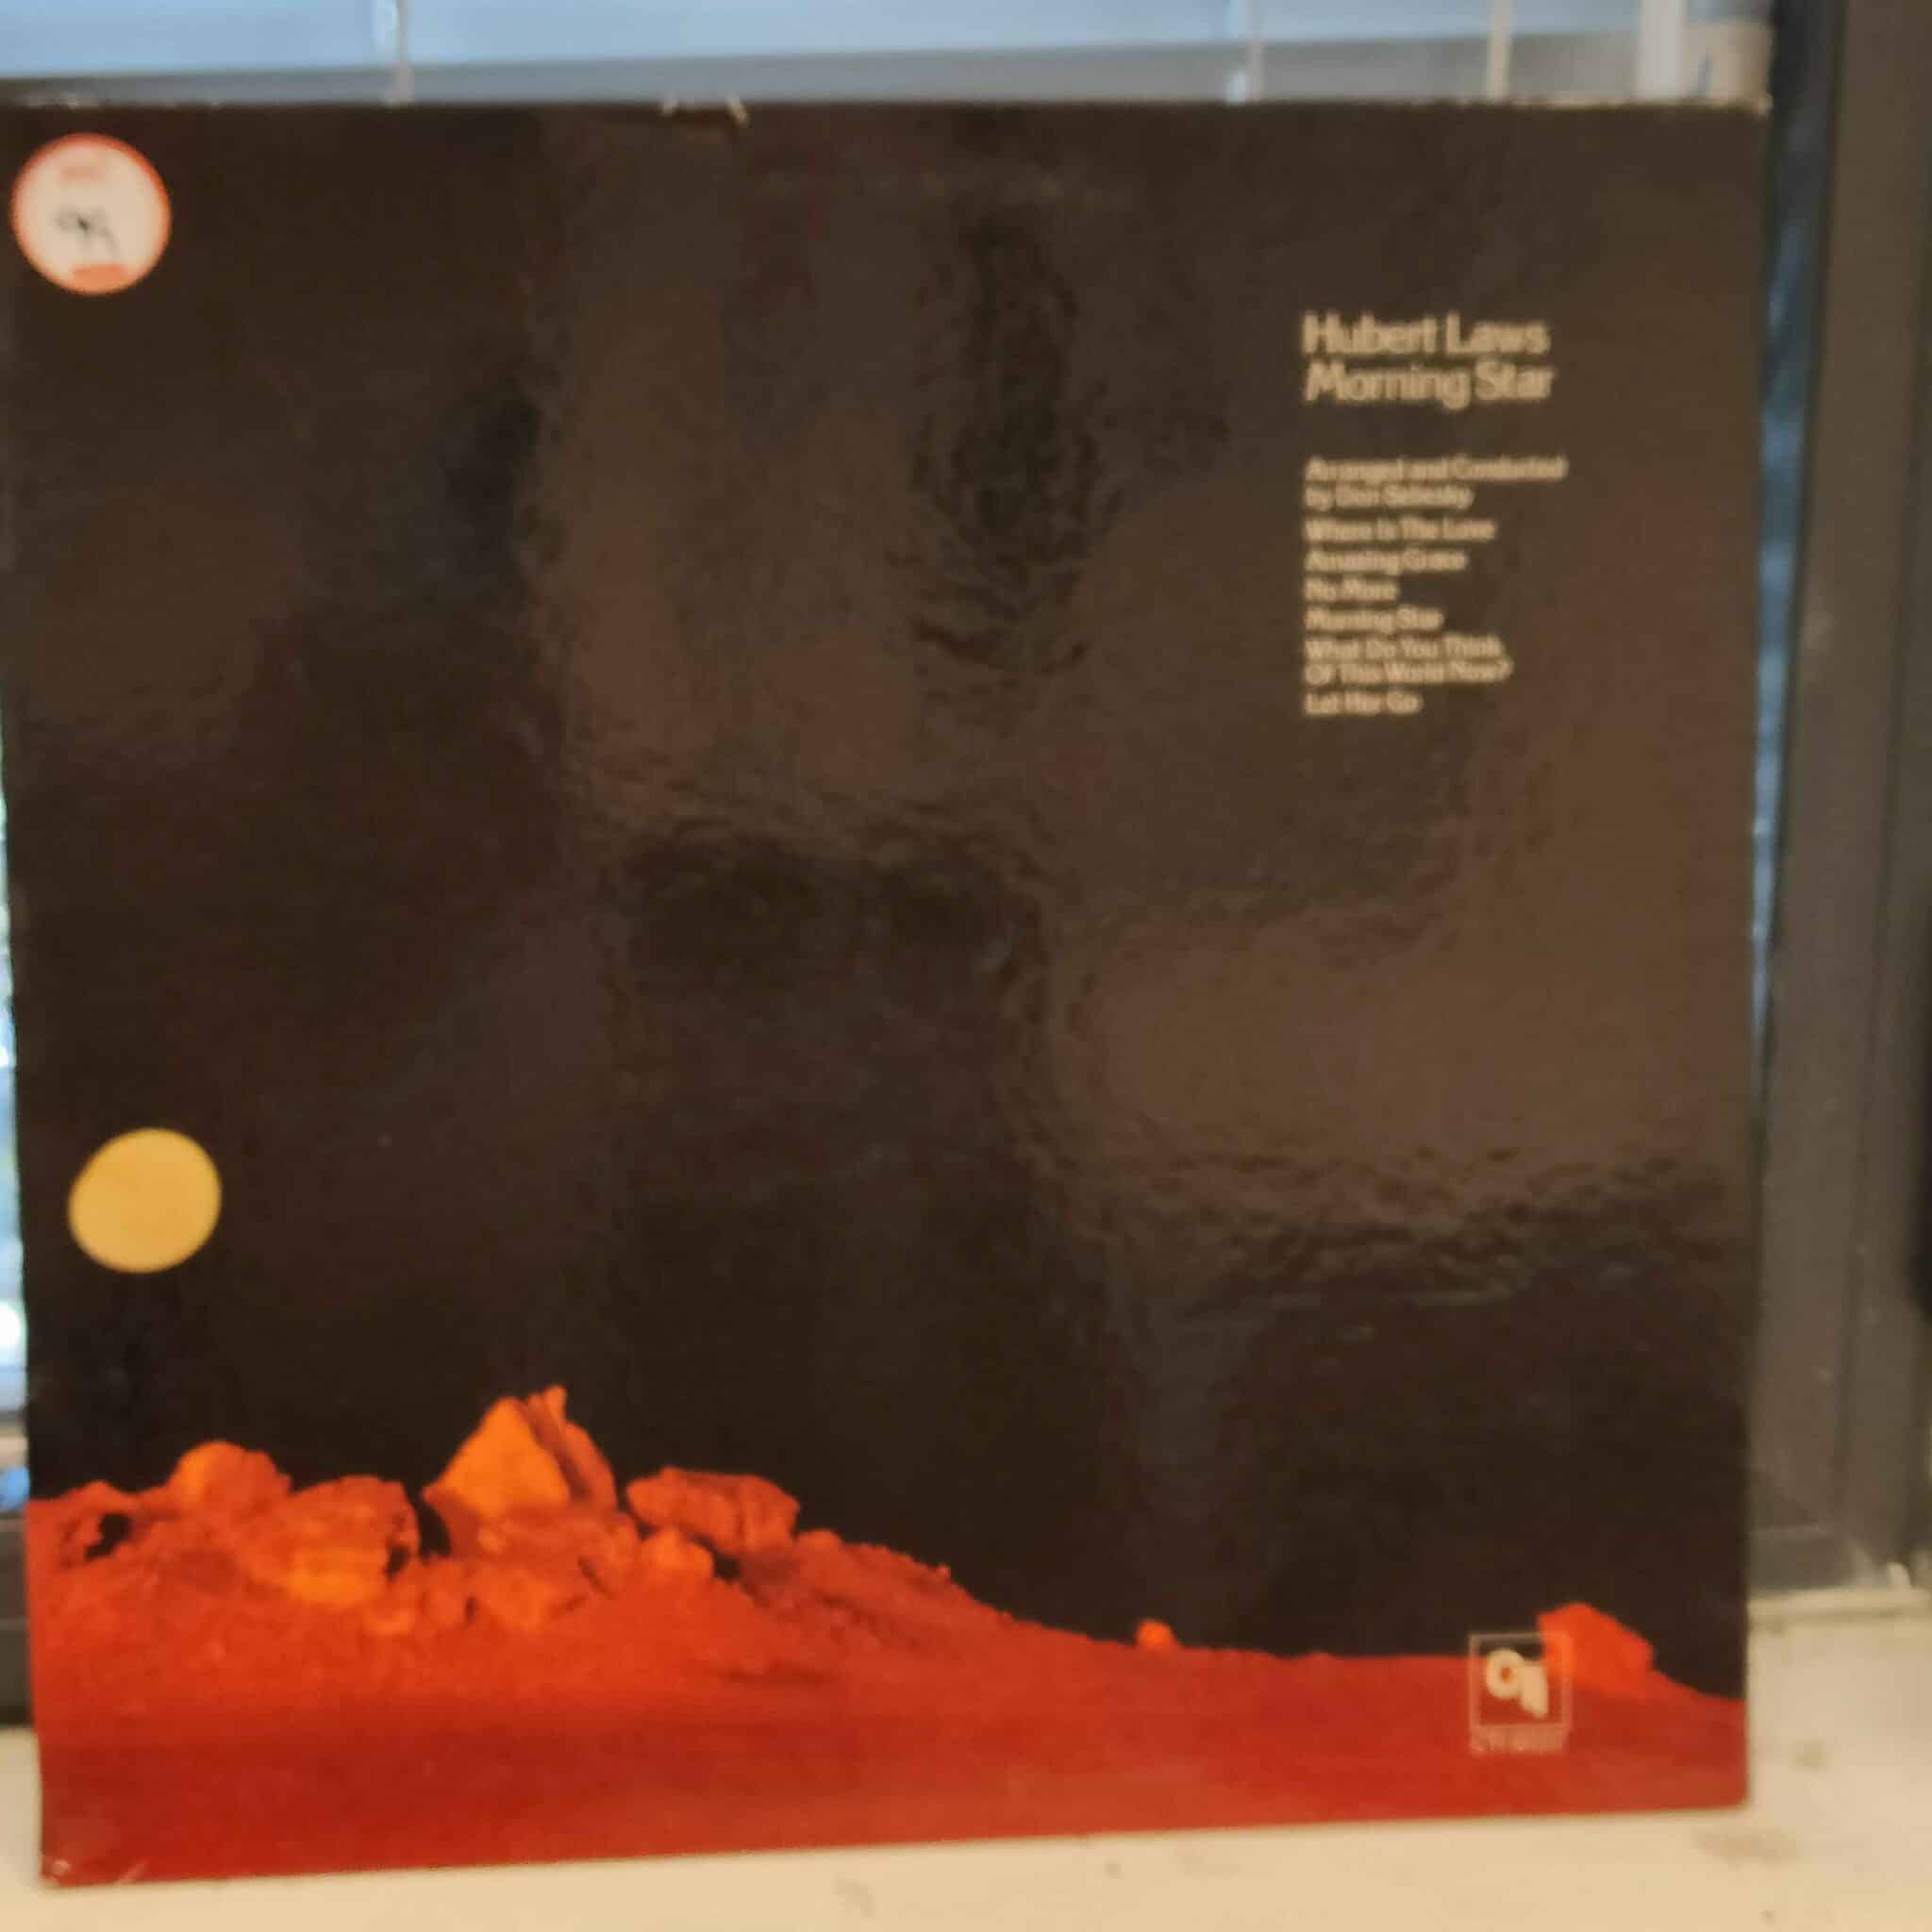 Hubert Laws
Morning Star
Arranged and Conducted
by Don Sebesky
Where Is The Love
Amazing Grace
No More
Morning Star
What Do You Think
Of This World Now?
Let Her Go
cti